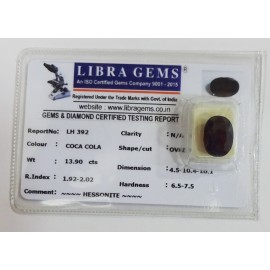 LIBRA GEMS
An ISO Certified Gems Company 9001 - 2015
Registered Under the Trade Marks with Govt. of India
website : www.libragems.co.in
GEMS & DIAMOND CERTIFIED TESTING REPORT
ReportNo: LH 392 Clarity N/A
Colour : COCA COLA Shape/cut :
Wt : 13.90 cts
R.Index : 1.92-2.02 Hardness 6.5-7.5
Comment : ~~~~ HESSONITE ~~~~